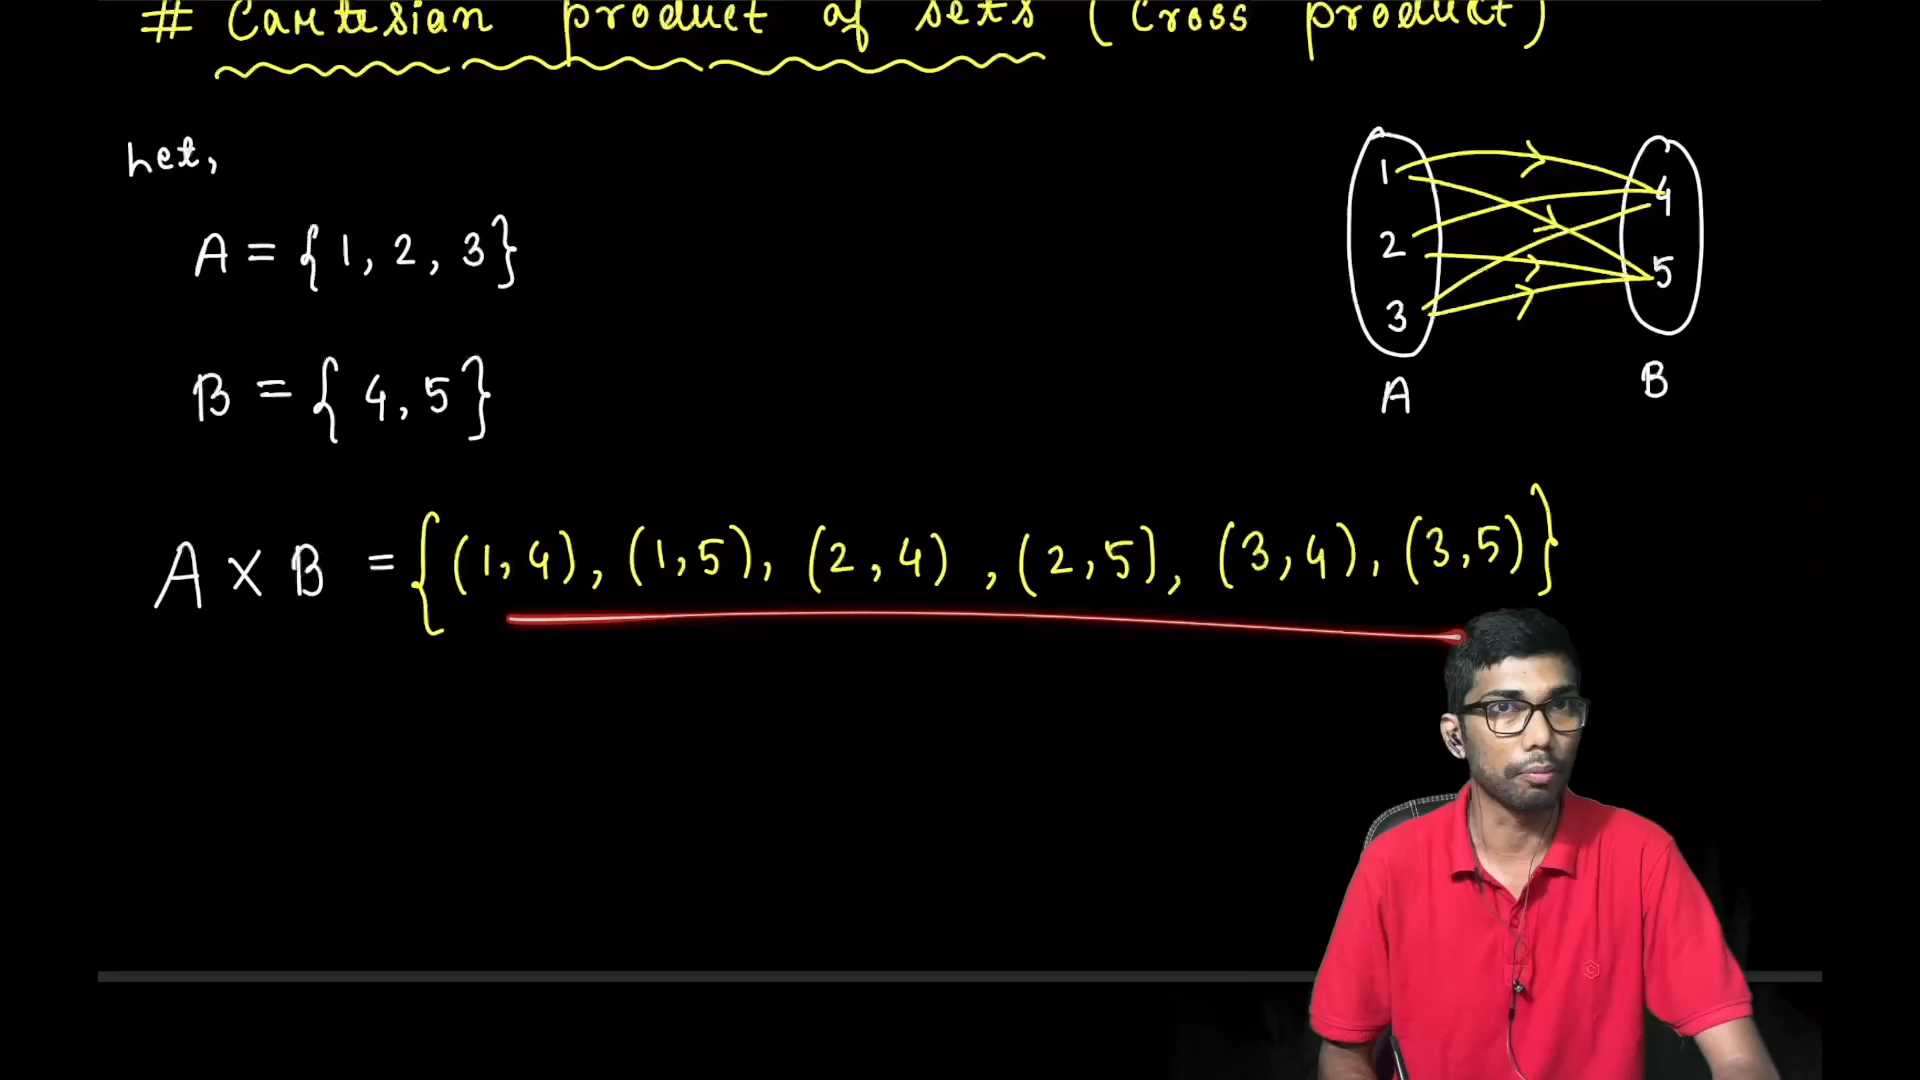 # Cartesian product of sets (Cross product)
Let,
A = {1, 2, 3}
B = {4, 5}
1
2
3
A
4
5
B
A × B = {(1,4), (1,5), (2,4), (2,5), (3,4), (3,5)}